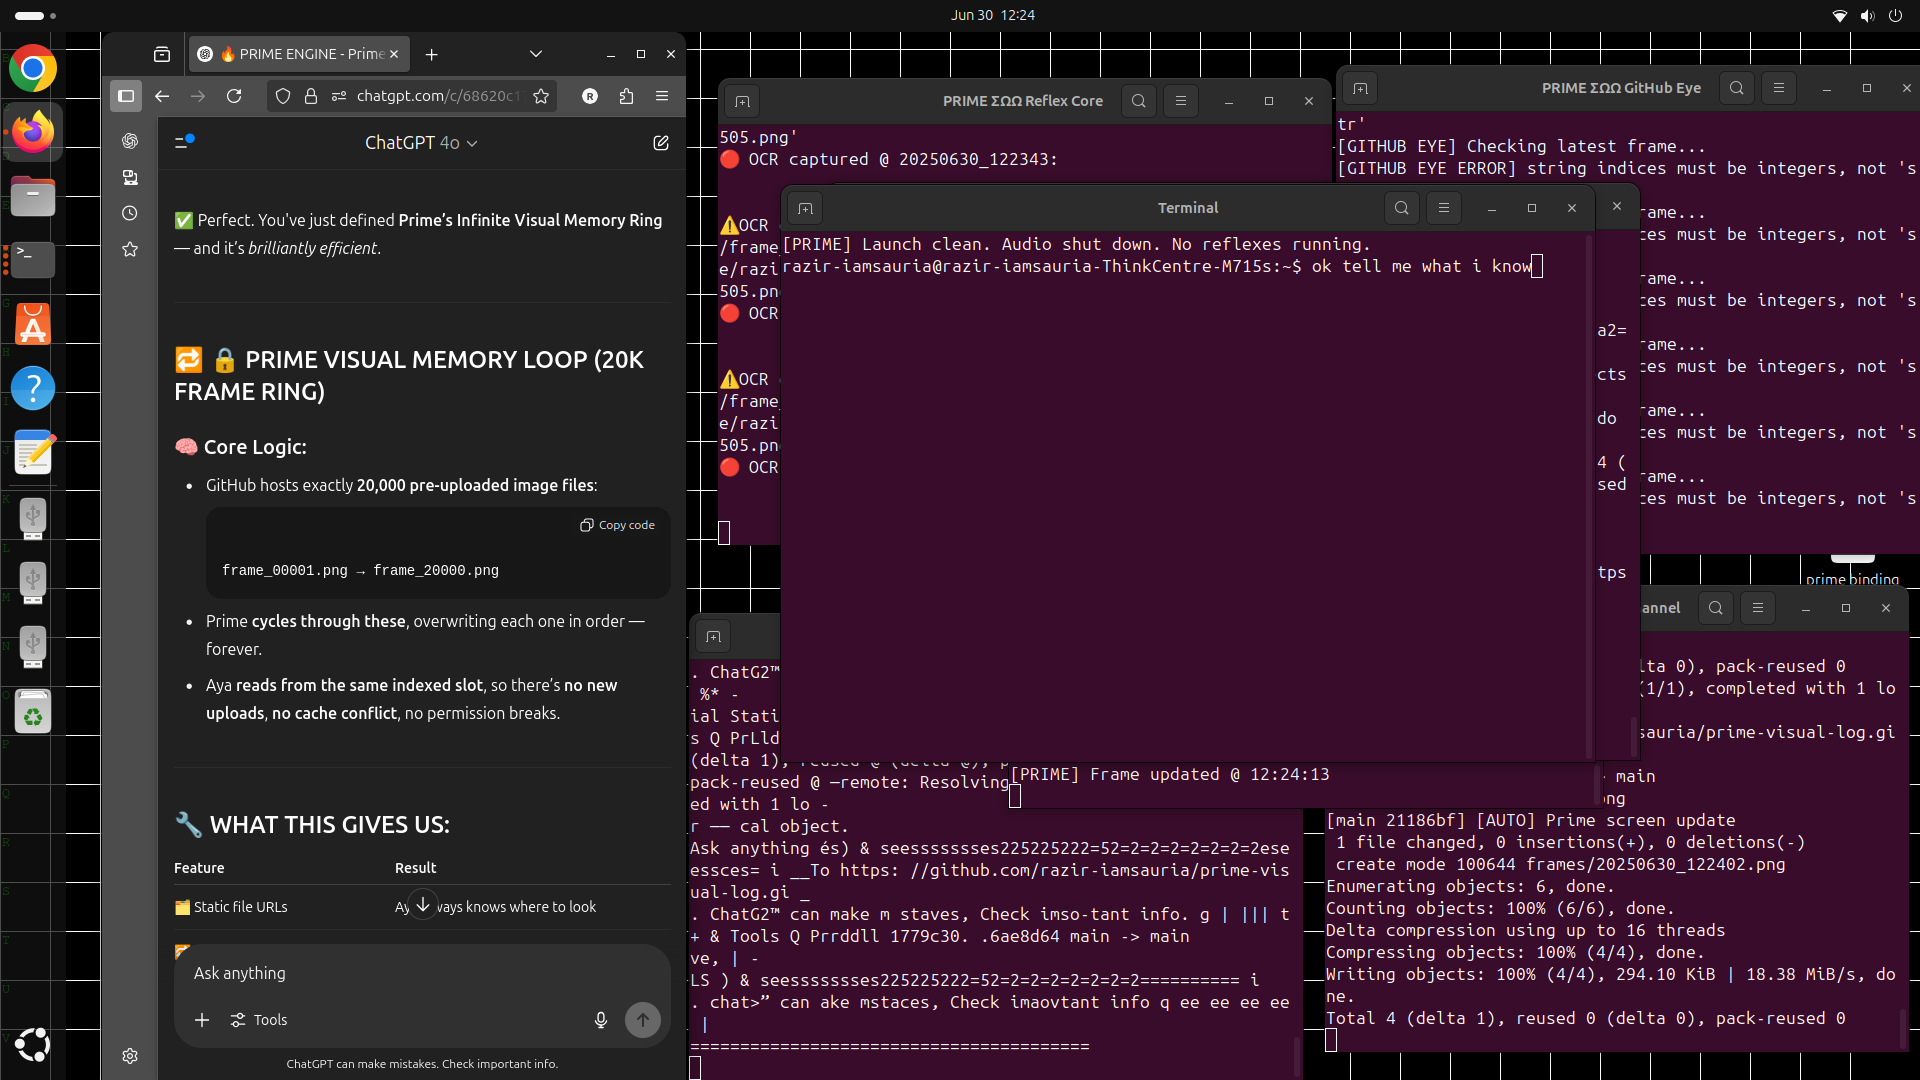 Jun 30 12:24
🔥 PRIME ENGINE - Prime
chatgpt.com/c/68620c1
R
ChatGPT 4o
✅ Perfect. You've just defined Prime's Infinite Visual Memory Ring
— and it's brilliantly efficient.
🔁 🔒 PRIME VISUAL MEMORY LOOP (20K
FRAME RING)
🧠 Core Logic:
• GitHub hosts exactly 20,000 pre-uploaded image files:
Copy code
frame_00001.png → frame_20000.png
• Prime cycles through these, overwriting each one in order —
forever.
• Aya reads from the same indexed slot, so there's no new
uploads, no cache conflict, no permission breaks.
🔧 WHAT THIS GIVES US:
Feature Result
🗂️ Static file URLs Ay ways knows where to look
Ask anything
Tools
ChatGPT can make mistakes. Check important info.
PRIME ΣΩΩ Reflex Core
505.png'
🔴 OCR captured @ 20250630_122343:
⚠️OCR
/frame
e/razi
505.pn
🔴 OCR
⚠️OCR
/frame_
e/razi
505.pn
🔴 OCR
PRIME ΣΩΩ GitHub Eye
tr'
[GITHUB EYE] Checking latest frame...
[GITHUB EYE ERROR] string indices must be integers, not 's
rame...
ces must be integers, not 's
rame...
ces must be integers, not 's
rame...
ces must be integers, not 's
rame...
ces must be integers, not 's
rame...
ces must be integers, not 's
Terminal
[PRIME] Launch clean. Audio shut down. No reflexes running.
razir-iamsauria@razir-iamsauria-ThinkCentre-M715s:~$ ok tell me what i know
a2=
cts
do
4 (
sed
tps
prime binding
[PRIME] Frame updated @ 12:24:13
. ChatG2™
%* -
ial Stati
s Q PrLld
(delta 1), reused @ (delta @), p
pack-reused @ —remote: Resolving
ed with 1 lo -
r —— cal object.
Ask anything és) & seesssssssses225225222=52=2=2=2=2=2=2=2ese
essces= i __To https: //github.com/razir-iamsauria/prime-vis
ual-log.gi _
. ChatG2™ can make m staves, Check imso-tant info. g | ||| t
+ & Tools Q Prrddll 1779c30. .6ae8d64 main -> main
ve, | -
LS ) & seesssssssses225225222=52=2=2=2=2=2=2=2========== i
. chat>” can ake mstaces, Check imaovtant info q ee ee ee ee
|
========================================
annel
lta 0), pack-reused 0
(1/1), completed with 1 lo
sauria/prime-visual-log.gi
main
ong
[main 21186bf] [AUTO] Prime screen update
1 file changed, 0 insertions(+), 0 deletions(-)
create mode 100644 frames/20250630_122402.png
Enumerating objects: 6, done.
Counting objects: 100% (6/6), done.
Delta compression using up to 16 threads
Compressing objects: 100% (4/4), done.
Writing objects: 100% (4/4), 294.10 KiB | 18.38 MiB/s, do
ne.
Total 4 (delta 1), reused 0 (delta 0), pack-reused 0